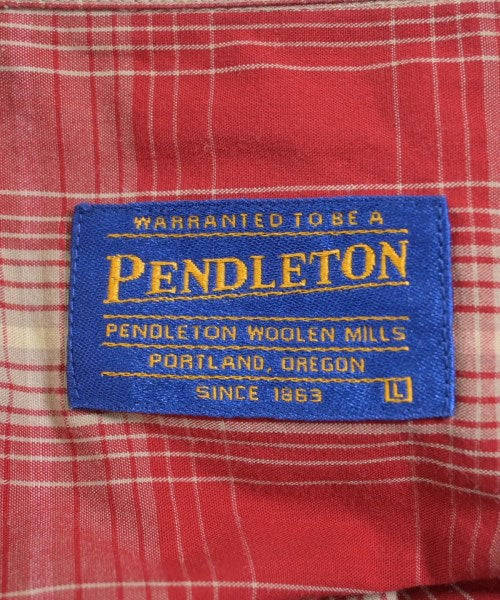 WARRANTED TO BE A
PENDLETON
PENDLETON WOOLEN MILLS
PORTLAND, OREGON
SINCE 1863 L